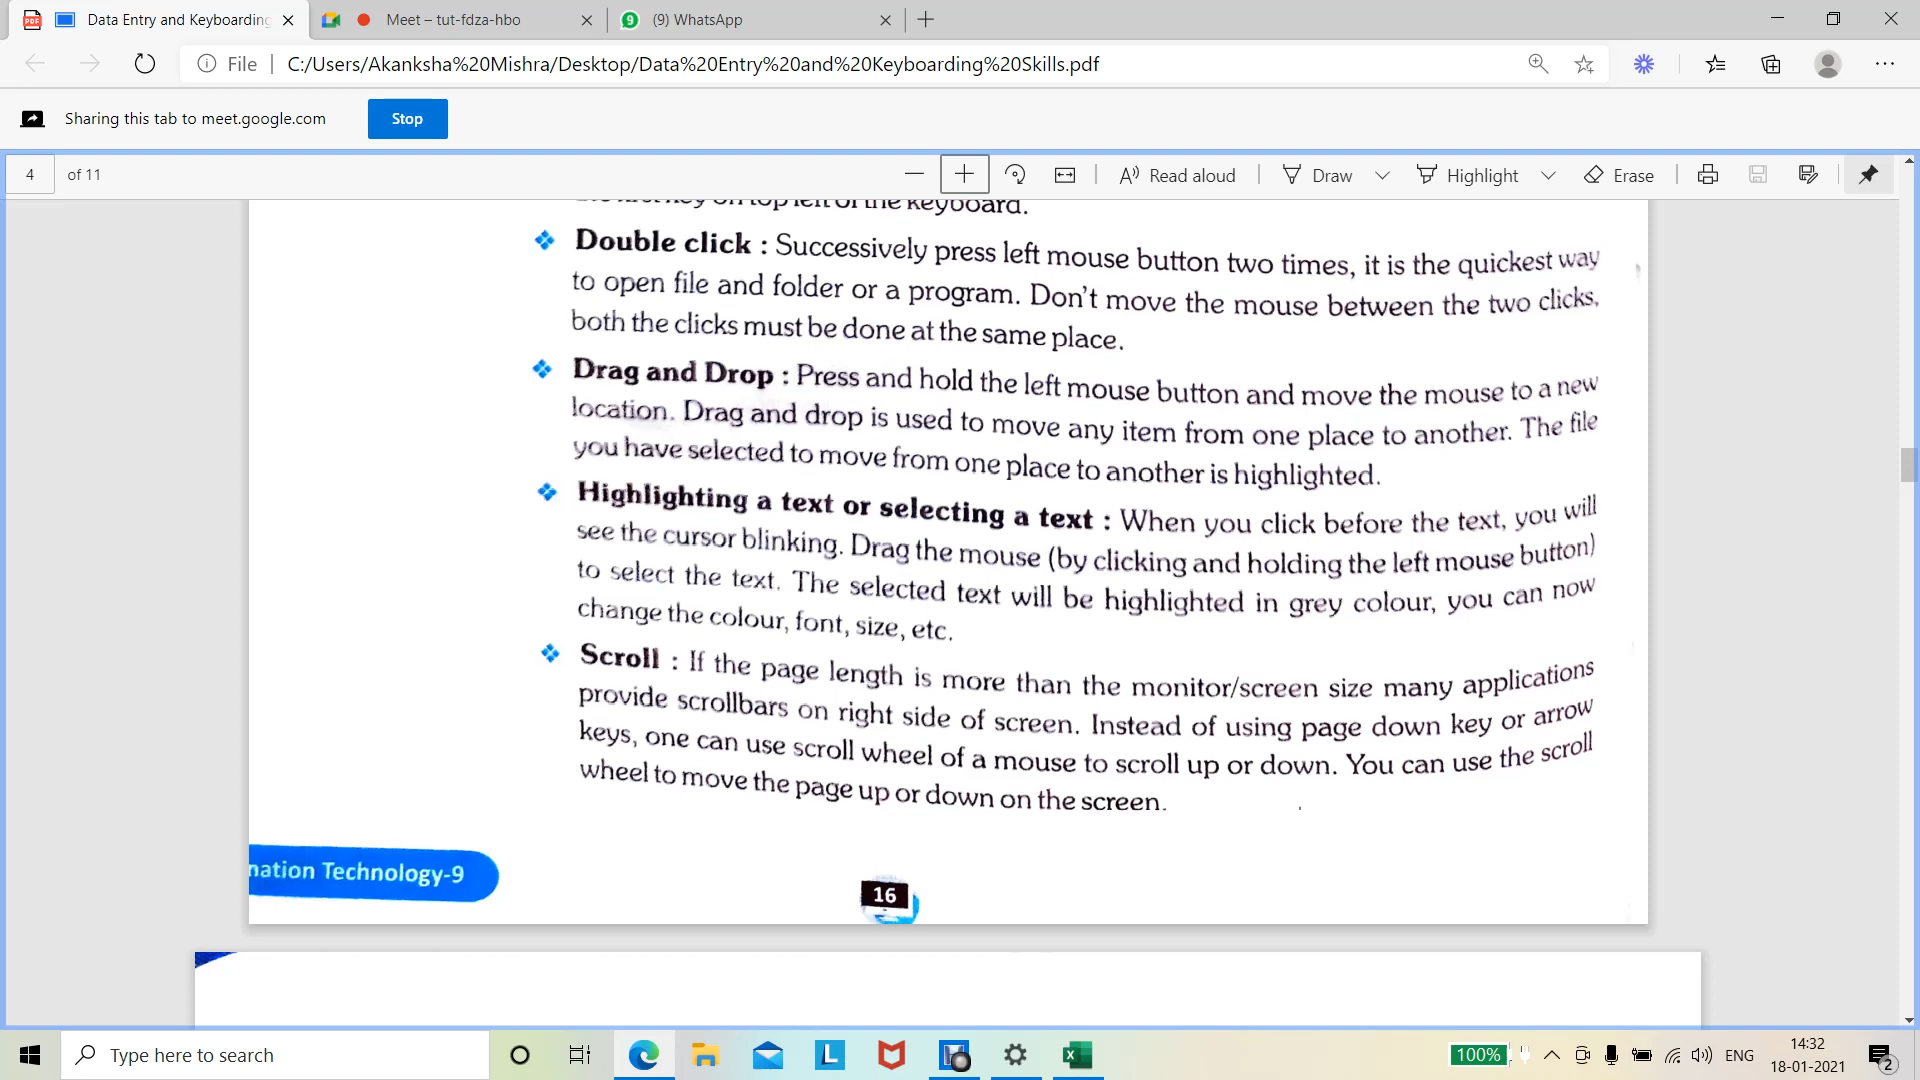 Data Entry and Keyboarding
Meet – tut-fdza-hbo
(9) WhatsApp
File
C:/Users/Akanksha%20Mishra/Desktop/Data%20Entry%20and%20Keyboarding%20Skills.pdf
Sharing this tab to meet.google.com
Stop
4 of 11
Read aloud
Draw
Highlight
Erase
on top left of the keyboard.
Double click : Successively press left mouse button two times, it is the quickest way
to open file and folder or a program. Don't move the mouse between the two clicks,
both the clicks must be done at the same place.
Drag and Drop : Press and hold the left mouse button and move the mouse to a new
location. Drag and drop is used to move any item from one place to another. The file
you have selected to move from one place to another is highlighted.
Highlighting a text or selecting a text : When you click before the text, you will
see the cursor blinking. Drag the mouse (by clicking and holding the left mouse button)
to select the text. The selected text will be highlighted in grey colour, you can now
change the colour, font, size, etc.
Scroll : If the page length is more than the monitor/screen size many applications
provide scrollbars on right side of screen. Instead of using page down key or arrow
keys, one can use scroll wheel of a mouse to scroll up or down. You can use the scroll
wheel to move the page up or down on the screen.
nation Technology-9
16
Type here to search
100%
ENG
14:32
18-01-2021
2